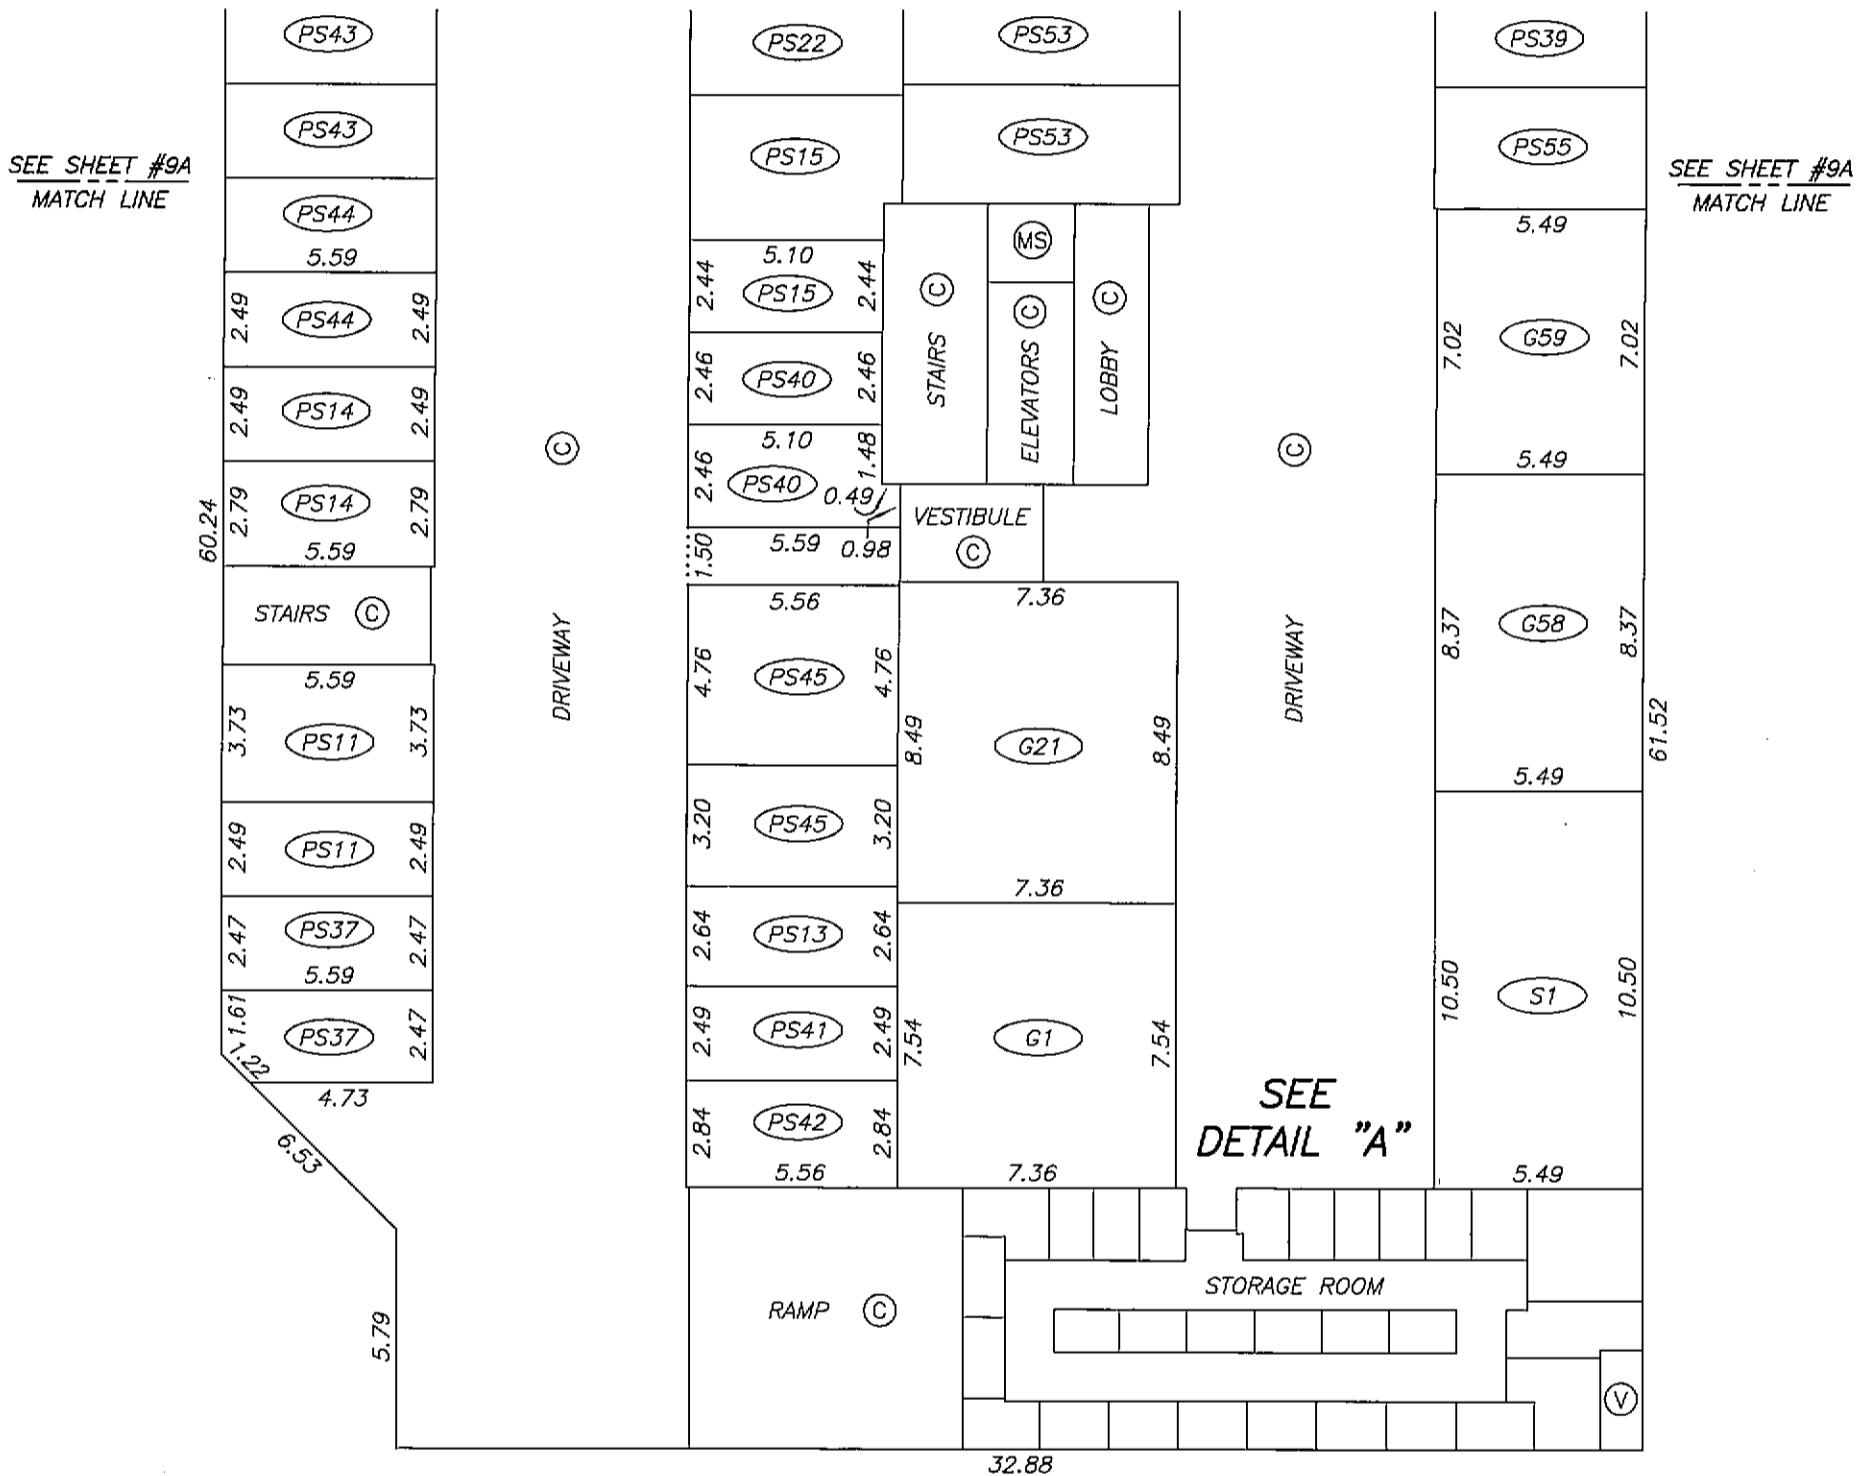 PS43
PS22
PS53
PS39
PS43
PS15
PS53
PS55
SEE SHEET #9A
MATCH LINE
SEE SHEET #9A
MATCH LINE
PS44
5.59
2.49
PS44
2.49
2.49
PS14
2.49
2.79
PS14
2.79
5.59
60.24
STAIRS C
5.59
3.73
PS11
3.73
2.49
PS11
2.49
2.47
PS37
2.47
5.59
1.61
PS37
2.47
1.22
4.73
6.53
5.79
C
DRIVEWAY
5.10
2.44
PS15
2.44
2.46
PS40
2.46
5.10
2.46
PS40
1.48
0.49
1.50
5.59
0.98
5.56
4.76
PS45
4.76
3.20
PS45
3.20
2.64
PS13
2.64
2.49
PS41
2.49
2.84
PS42
2.84
5.56
STAIRS C
MS
ELEVATORS C
LOBBY C
VESTIBULE
C
7.36
8.49
G21
8.49
7.36
7.54
G1
7.54
7.36
C
DRIVEWAY
5.49
7.02
G59
7.02
5.49
8.37
G58
8.37
5.49
61.52
10.50
S1
10.50
5.49
SEE
DETAIL "A"
RAMP C
STORAGE ROOM
V
32.88